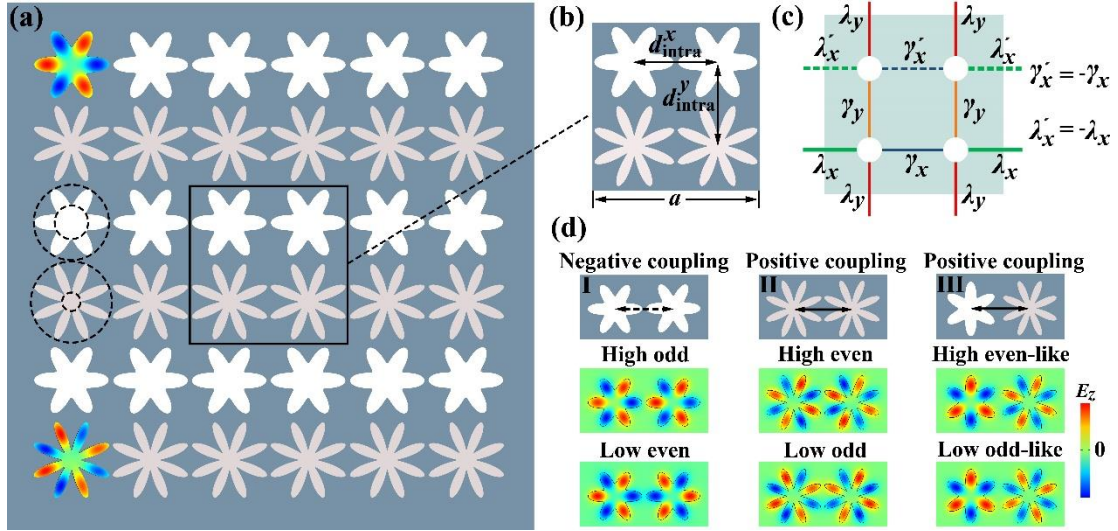 (a)
(b)
d^x_intra
d^y_intra
a
(c)
λ_y λ_y
λ′_x γ′_x λ′_x γ′_x = -γ_x
γ_y γ_y
λ′_x = -λ_x
λ_x γ_x λ_x
λ_y λ_y
(d)
Negative coupling Positive coupling Positive coupling
I II III
High odd High even High even-like
E_z
0
Low even Low odd Low odd-like